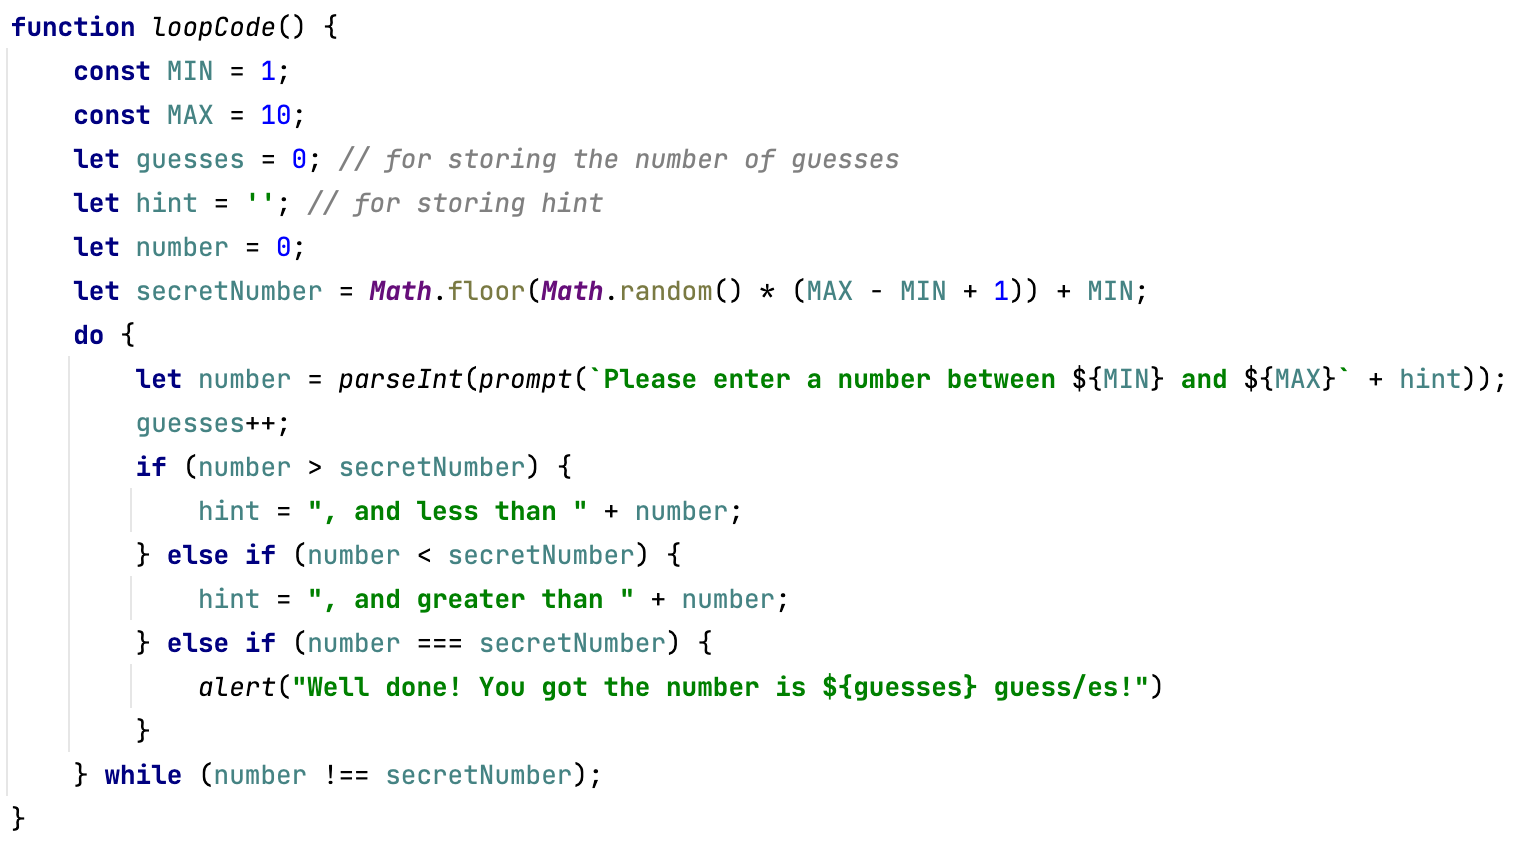 function loopCode() {
    const MIN = 1;
    const MAX = 10;
    let guesses = 0; // for storing the number of guesses
    let hint = ''; // for storing hint
    let number = 0;
    let secretNumber = Math.floor(Math.random() * (MAX - MIN + 1)) + MIN;
    do {
        let number = parseInt(prompt(`Please enter a number between ${MIN} and ${MAX}` + hint));
        guesses++;
        if (number > secretNumber) {
            hint = ", and less than " + number;
        } else if (number < secretNumber) {
            hint = ", and greater than " + number;
        } else if (number === secretNumber) {
            alert("Well done! You got the number is ${guesses} guess/es!")
        }
    } while (number !== secretNumber);
}